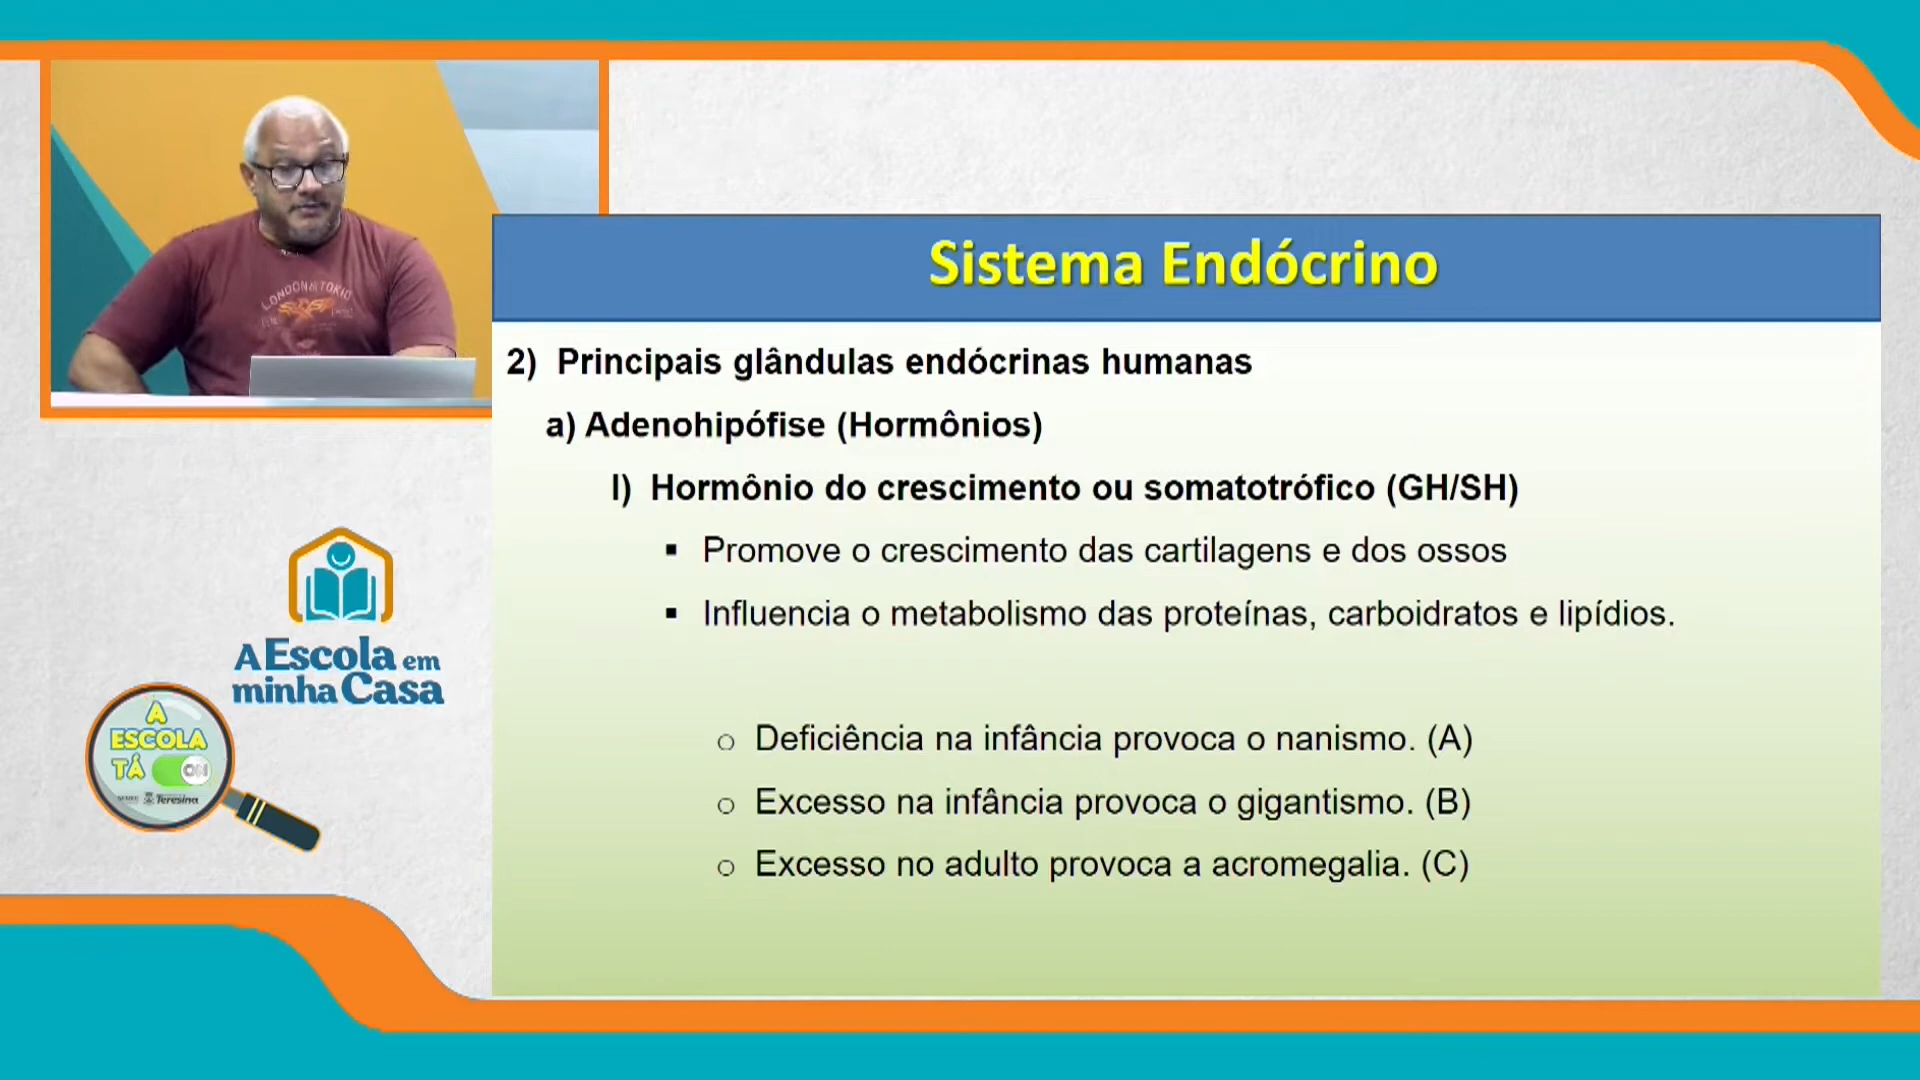 LONDON & TOKIO
Sistema Endócrino
2) Principais glândulas endócrinas humanas
a) Adenohipófise (Hormônios)
I) Hormônio do crescimento ou somatotrófico (GH/SH)
▪ Promove o crescimento das cartilagens e dos ossos
▪ Influencia o metabolismo das proteínas, carboidratos e lipídios.
○ Deficiência na infância provoca o nanismo. (A)
○ Excesso na infância provoca o gigantismo. (B)
○ Excesso no adulto provoca a acromegalia. (C)
A Escola em
minha Casa
A
ESCOLA
TÁ ON
Teresina